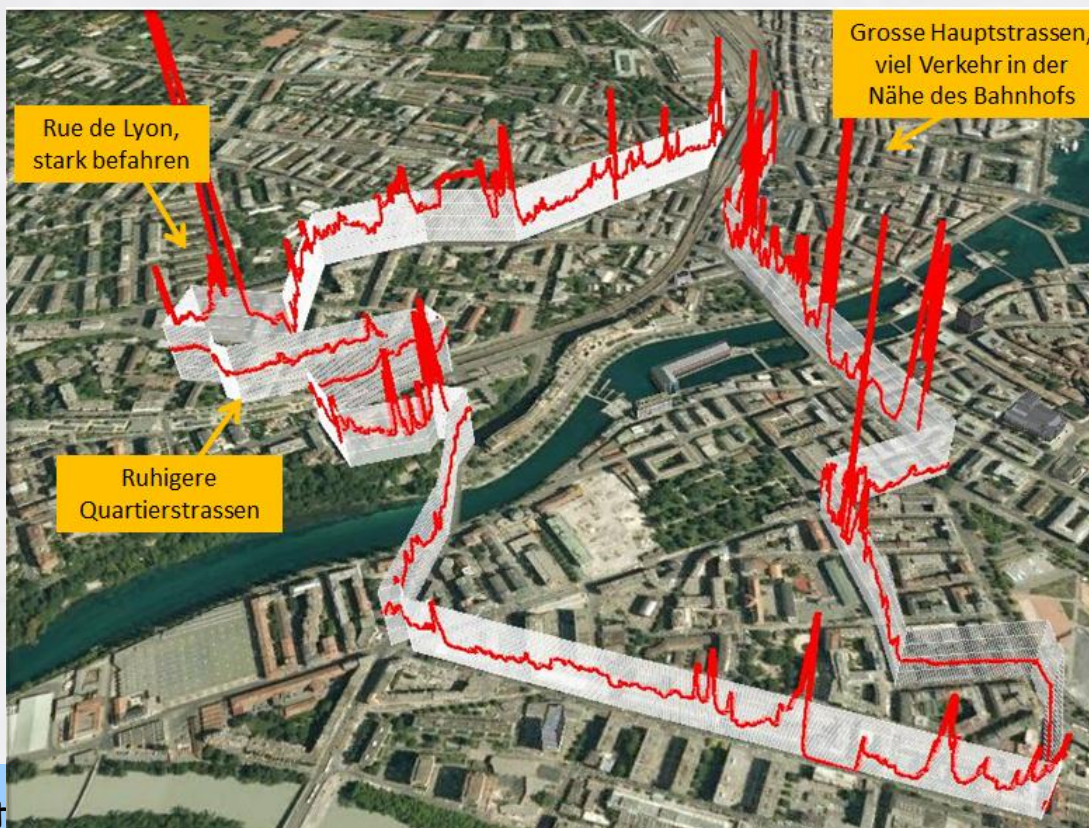 Grosse Hauptstrassen,
viel Verkehr in der
Nähe des Bahnhofs
Rue de Lyon,
stark befahren
Ruhigere
Quartierstrassen